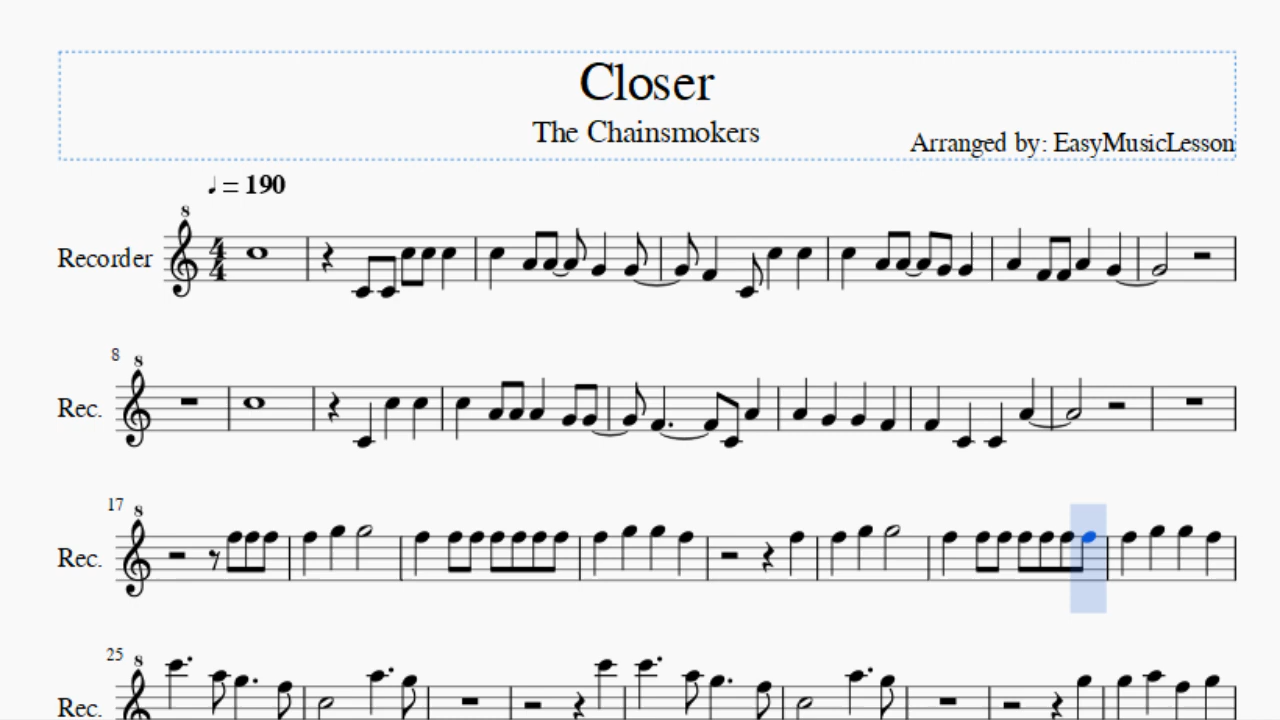 Closer
The Chainsmokers
Arranged by: EasyMusicLesson
♩ = 190
8
Recorder
4
4
8
8
Rec.
17
8
Rec.
25
8
Rec.